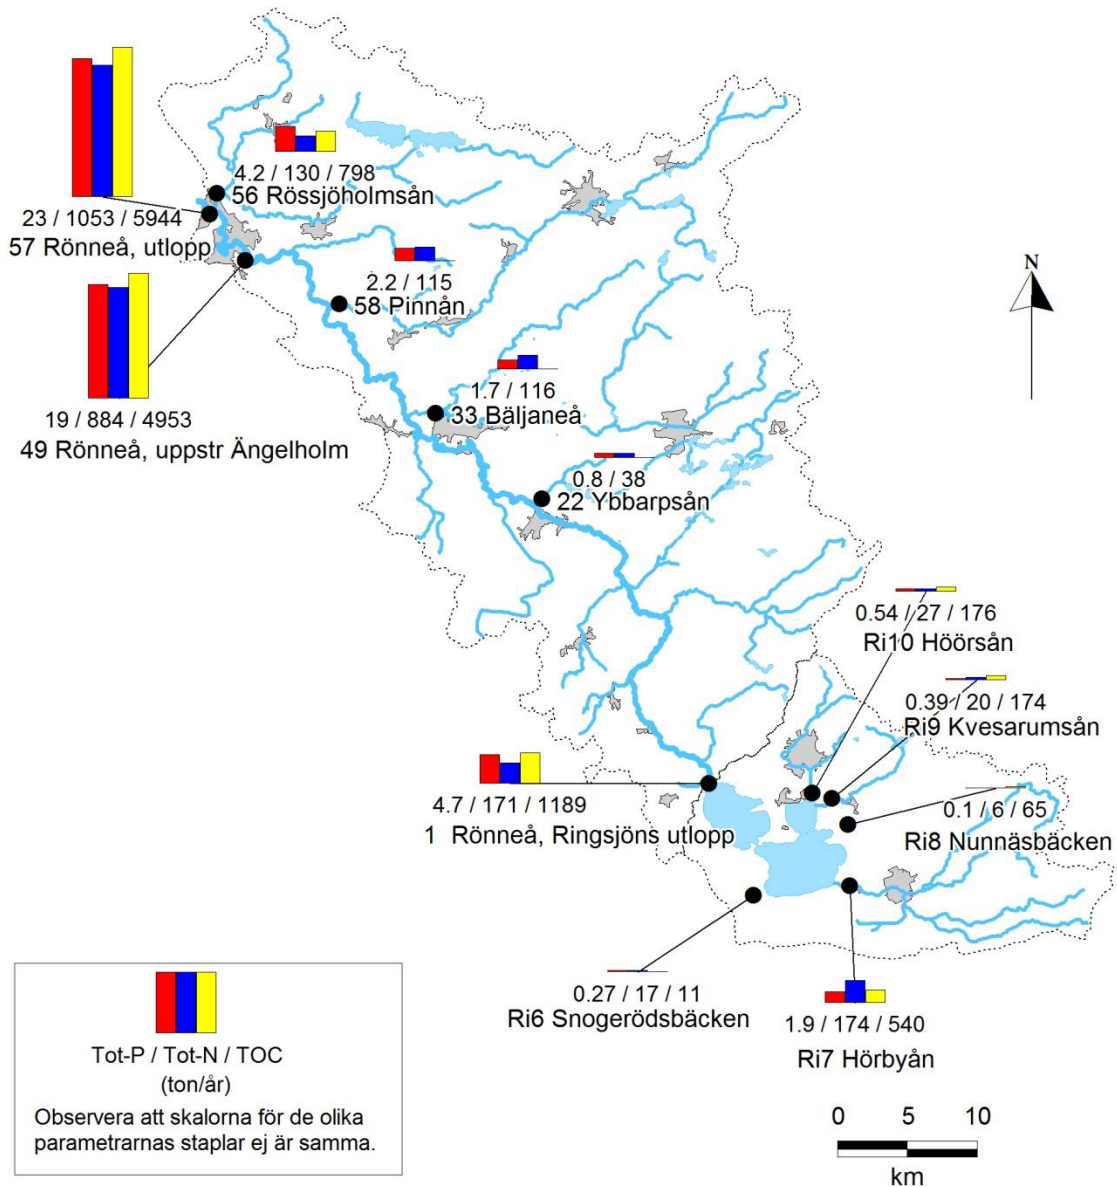 4.2 / 130 / 798
56 Rössjöholmsån
23 / 1053 / 5944
57 Rönneå, utlopp
N
2.2 / 115
58 Pinnån
19 / 884 / 4953
49 Rönneå, uppstr Ängelholm
1.7 / 116
33 Bäljaneå
0.8 / 38
22 Ybbarpsån
0.54 / 27 / 176
Ri10 Höörsån
0.39 / 20 / 174
Ri9 Kvesarumsån
4.7 / 171 / 1189
1 Rönneå, Ringsjöns utlopp
0.1 / 6 / 65
Ri8 Nunnäsbäcken
0.27 / 17 / 11
Ri6 Snogerödsbäcken
1.9 / 174 / 540
Ri7 Hörbyån
Tot-P / Tot-N / TOC
(ton/år)
Observera att skalorna för de olika
parametrarnas staplar ej är samma.
0 5 10
km